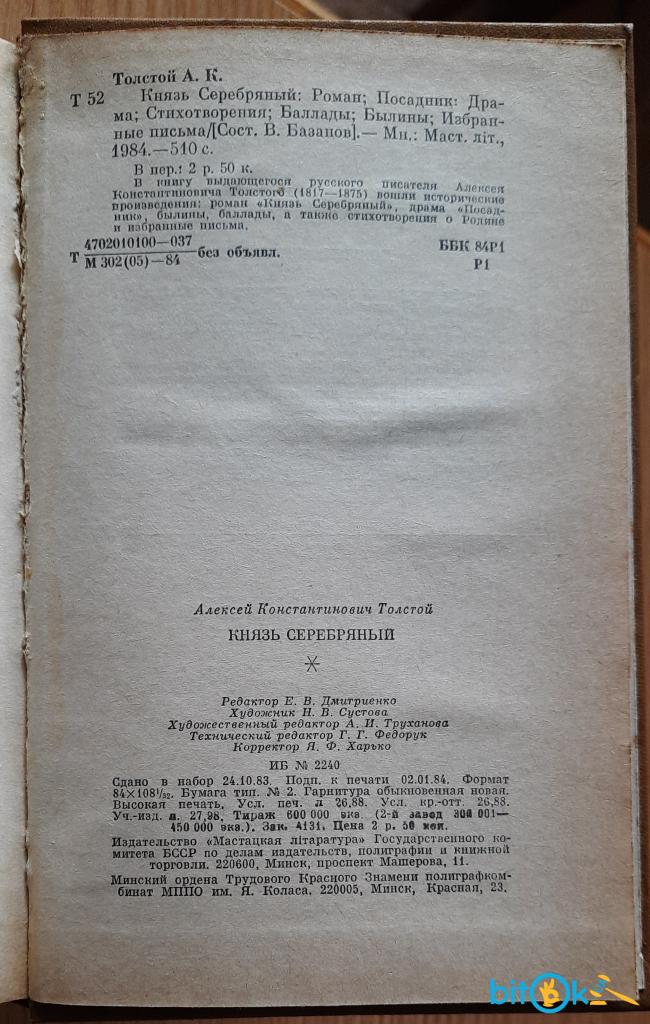 Толстой А. К.
Т 52 Князь Серебряный: Роман; Посадник: Дра-
ма; Стихотворения; Баллады; Былины; Избран-
ные письма/[Сост. В. Базанов].— Мн.: Маст. літ.,
1984.—510 с.
В пер.: 2 р. 50 к.
В книгу выдающегося русского писателя Алексея
Константиновича Толстого (1817—1875) вошли исторические
произведения: роман «Князь Серебряный», драма «Посад-
ник», былины, баллады, а также стихотворения о Родине
и избранные письма.
4702010100—037
Т без объявл.
М 302(05)—84
ББК 84Р1
Р1
Алексей Константинович Толстой
КНЯЗЬ СЕРЕБРЯНЫЙ
Редактор Е. В. Дмитриенко
Художник Н. В. Сустова
Художественный редактор А. И. Труханова
Технический редактор Г. Г. Федорук
Корректор Я. Ф. Харько
ИБ № 2240
Сдано в набор 24.10.83. Подп. к печати 02.01.84. Формат
84×108¹/₃₂. Бумага тип. № 2. Гарнитура обыкновенная новая.
Высокая печать. Усл. печ. л 26,88. Усл. кр.-отт. 26,88.
Уч.-изд. л. 27,98. Тираж 600 000 экз. (2-й завод 300 001—
450 000 экз.). Зак. 4131. Цена 2 р. 50 коп.
Издательство «Мастацкая літаратура» Государственного ко-
митета БССР по делам издательств, полиграфии и книжной
торговли. 220600, Минск, проспект Машерова, 11.
Минский ордена Трудового Красного Знамени полиграфком-
бинат МППО им. Я. Коласа. 220005, Минск, Красная, 23.
bitok